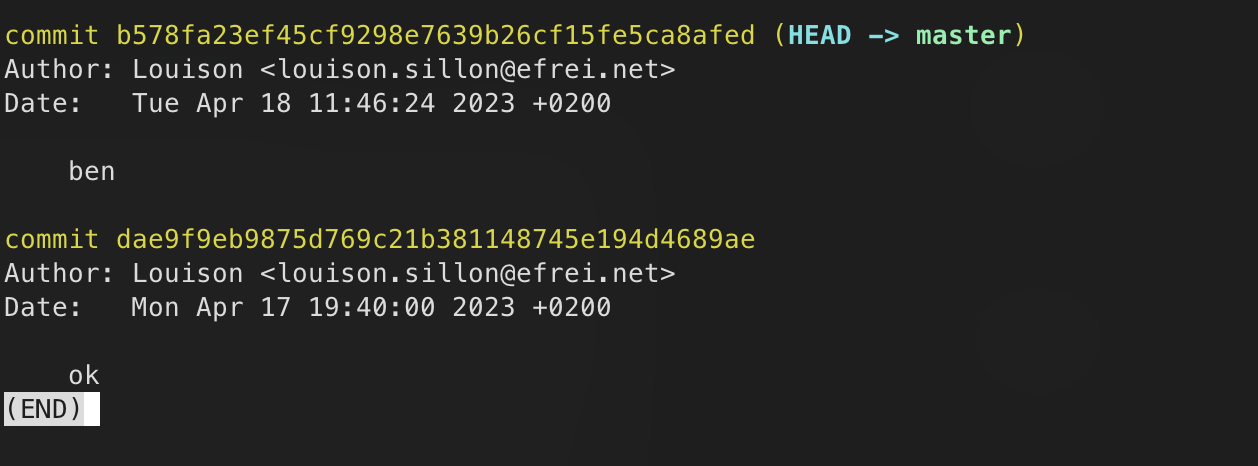 commit b578fa23ef45cf9298e7639b26cf15fe5ca8afed (HEAD -> master)
Author: Louison <louison.sillon@efrei.net>
Date:   Tue Apr 18 11:46:24 2023 +0200
ben
commit dae9f9eb9875d769c21b381148745e194d4689ae
Author: Louison <louison.sillon@efrei.net>
Date:   Mon Apr 17 19:40:00 2023 +0200
ok
(END)